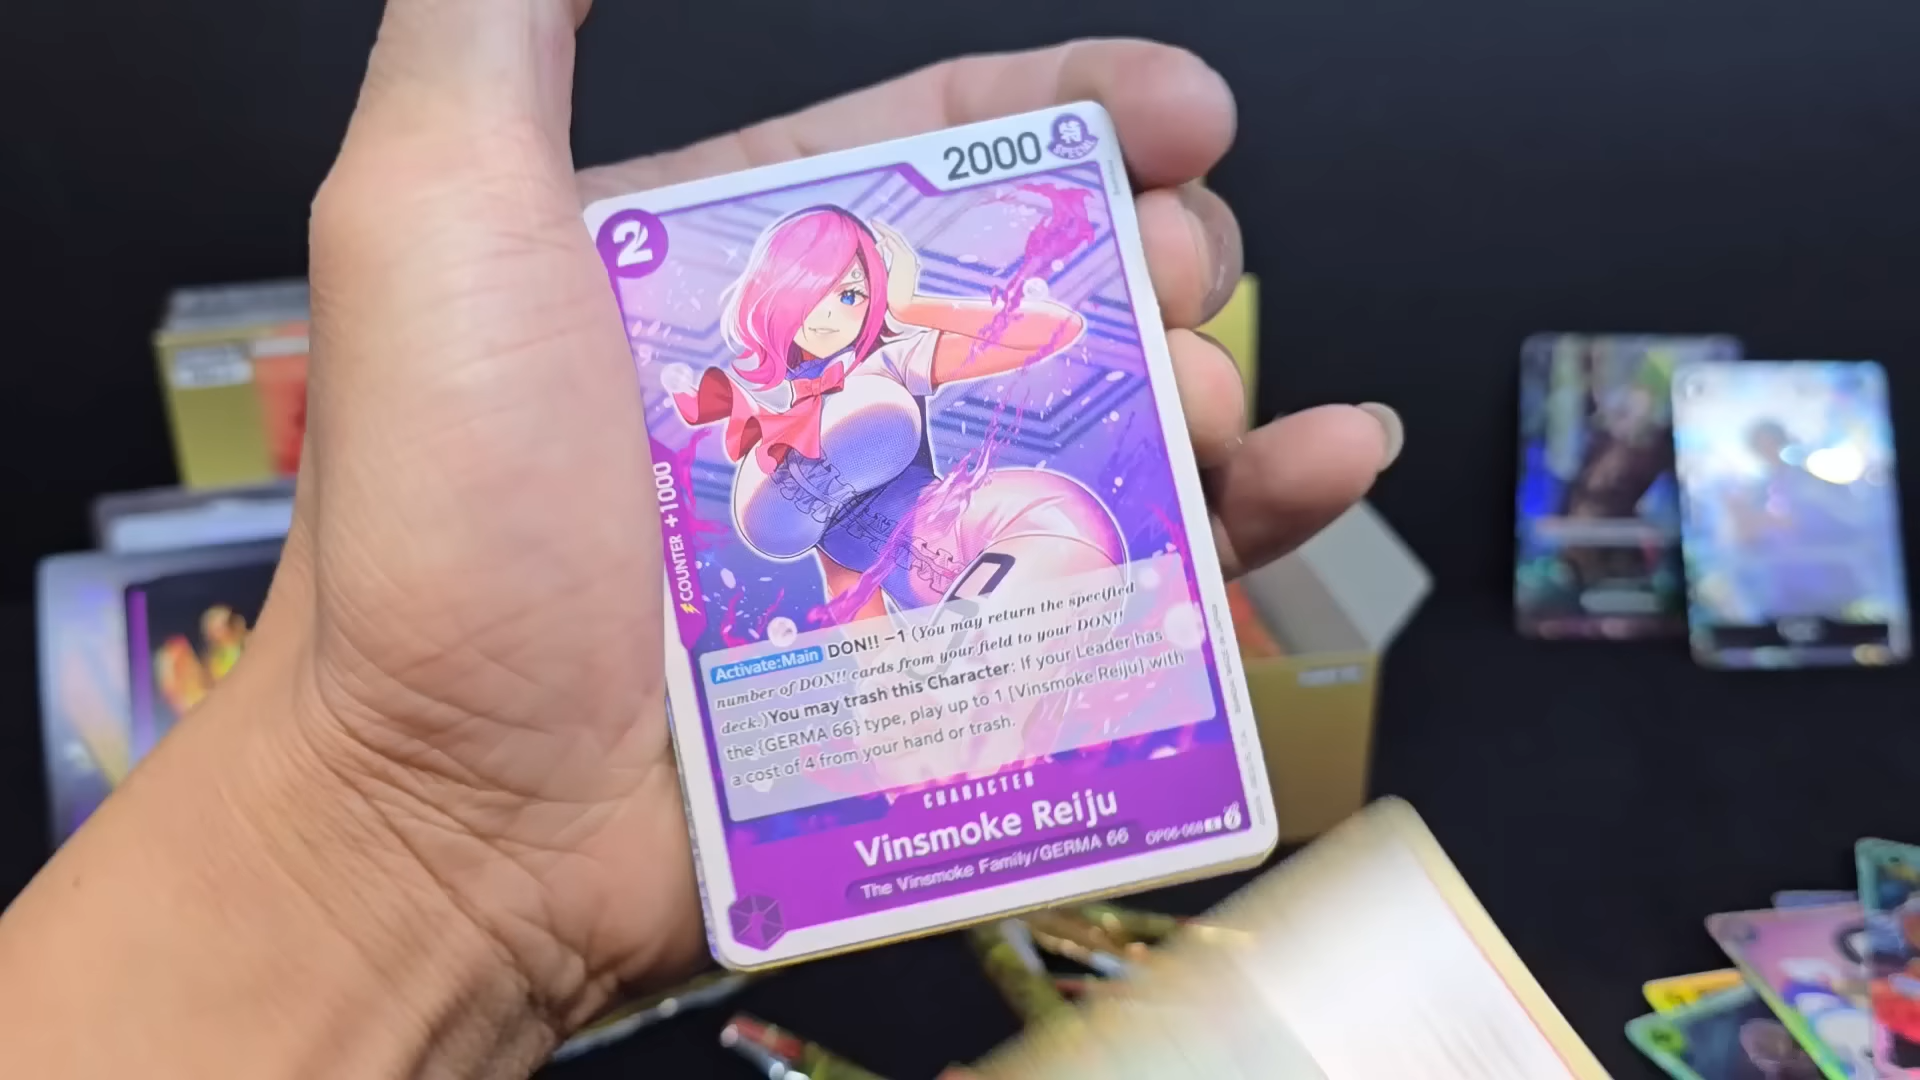 2000
特
SPECIAL
2
⚡COUNTER +1000
Activate:Main DON!! −1 (You may return the specified
number of DON!! cards from your field to your DON!!
deck.)You may trash this Character: If your Leader has
the {GERMA 66} type, play up to 1 [Vinsmoke Reiju] with
a cost of 4 from your hand or trash.
CHARACTER
Vinsmoke Reiju
The Vinsmoke Family/GERMA 66
OP06-068